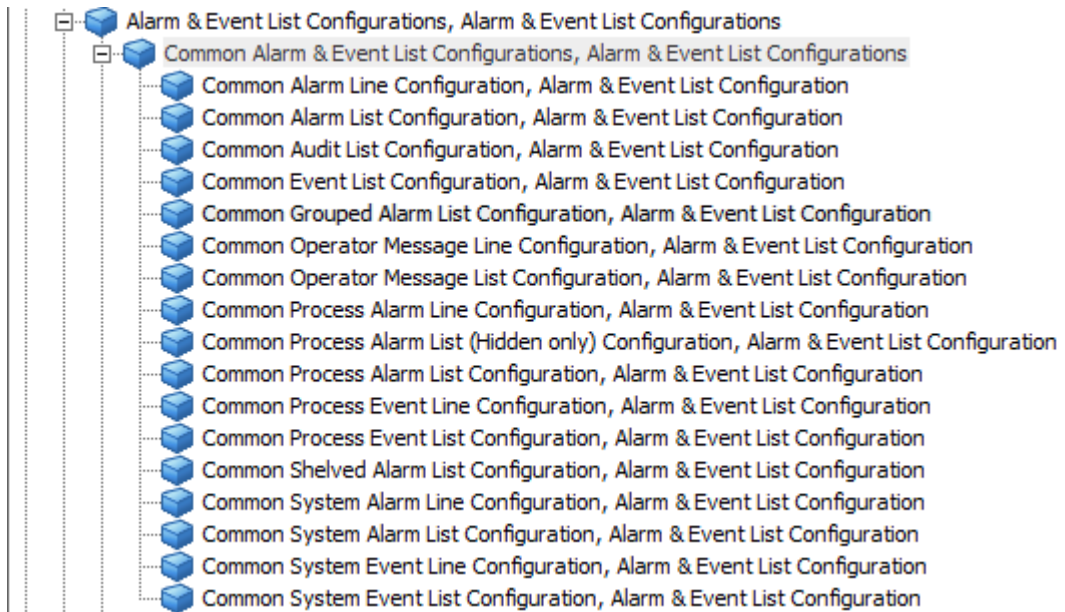 Alarm & Event List Configurations, Alarm & Event List Configurations
Common Alarm & Event List Configurations, Alarm & Event List Configurations
Common Alarm Line Configuration, Alarm & Event List Configuration
Common Alarm List Configuration, Alarm & Event List Configuration
Common Audit List Configuration, Alarm & Event List Configuration
Common Event List Configuration, Alarm & Event List Configuration
Common Grouped Alarm List Configuration, Alarm & Event List Configuration
Common Operator Message Line Configuration, Alarm & Event List Configuration
Common Operator Message List Configuration, Alarm & Event List Configuration
Common Process Alarm Line Configuration, Alarm & Event List Configuration
Common Process Alarm List (Hidden only) Configuration, Alarm & Event List Configuration
Common Process Alarm List Configuration, Alarm & Event List Configuration
Common Process Event Line Configuration, Alarm & Event List Configuration
Common Process Event List Configuration, Alarm & Event List Configuration
Common Shelved Alarm List Configuration, Alarm & Event List Configuration
Common System Alarm Line Configuration, Alarm & Event List Configuration
Common System Alarm List Configuration, Alarm & Event List Configuration
Common System Event Line Configuration, Alarm & Event List Configuration
Common System Event List Configuration, Alarm & Event List Configuration